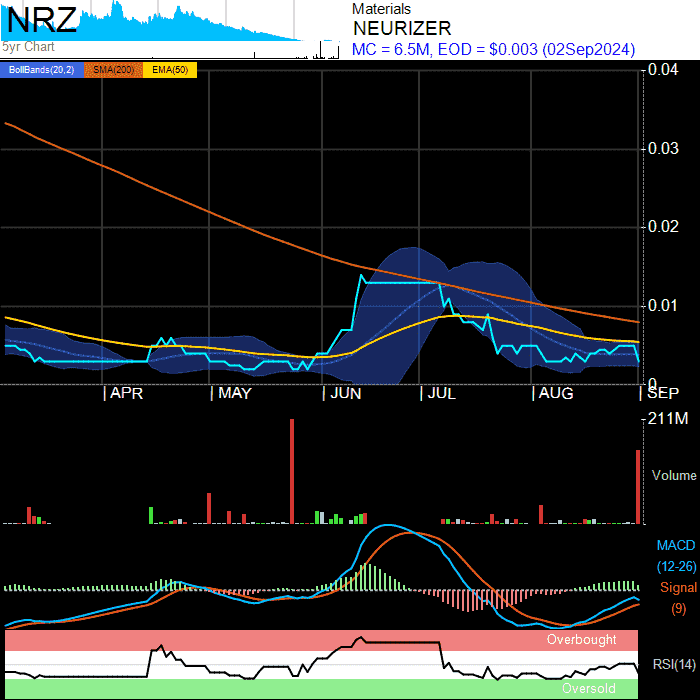 NRZ
5yr Chart
Materials
NEURIZER
MC = 6.5M, EOD = $0.003 (02Sep2024)
BollBands(20,2) SMA(200) EMA(50)
0.04
0.03
0.02
0.01
0
APR MAY JUN JUL AUG SEP
211M
Volume
MACD
(12-26)
Signal
(9)
Overbought
RSI(14)
Oversold